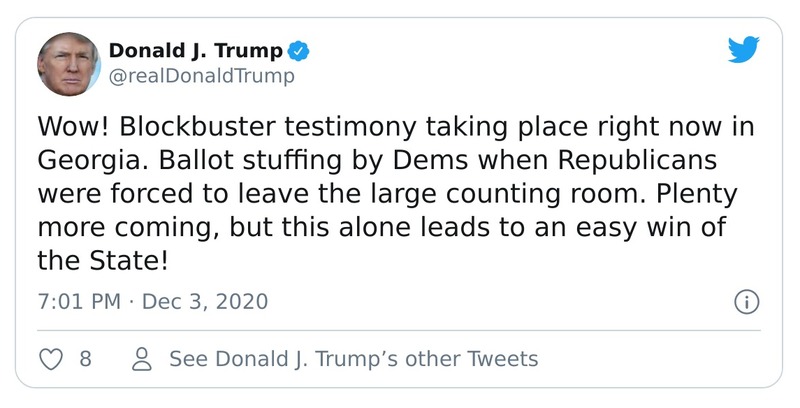 Donald J. Trump
@realDonaldTrump
Wow! Blockbuster testimony taking place right now in
Georgia. Ballot stuffing by Dems when Republicans
were forced to leave the large counting room. Plenty
more coming, but this alone leads to an easy win of
the State!
7:01 PM · Dec 3, 2020
8 See Donald J. Trump’s other Tweets